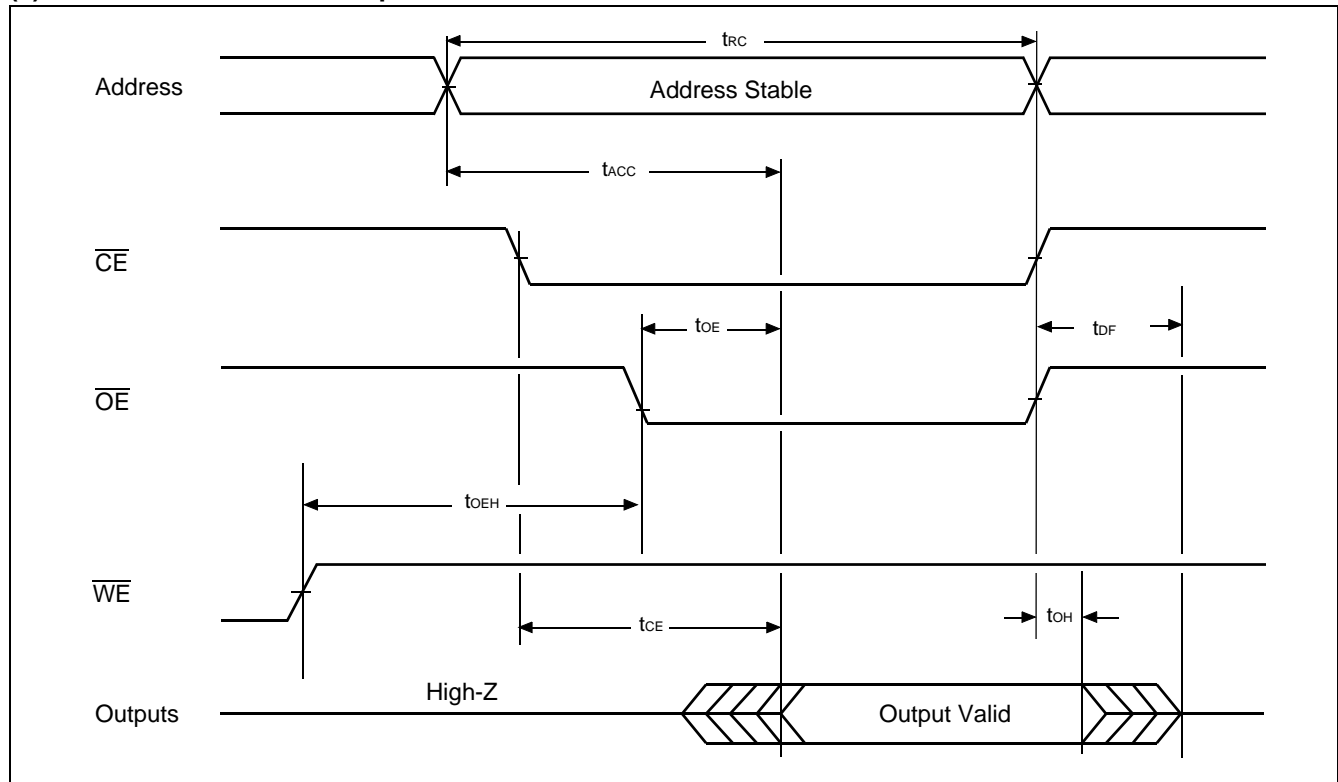 tRC
Address
Address Stable
tACC
CE
tOE
tDF
OE
tOEH
WE
tCE
tOH
High-Z
Outputs
Output Valid